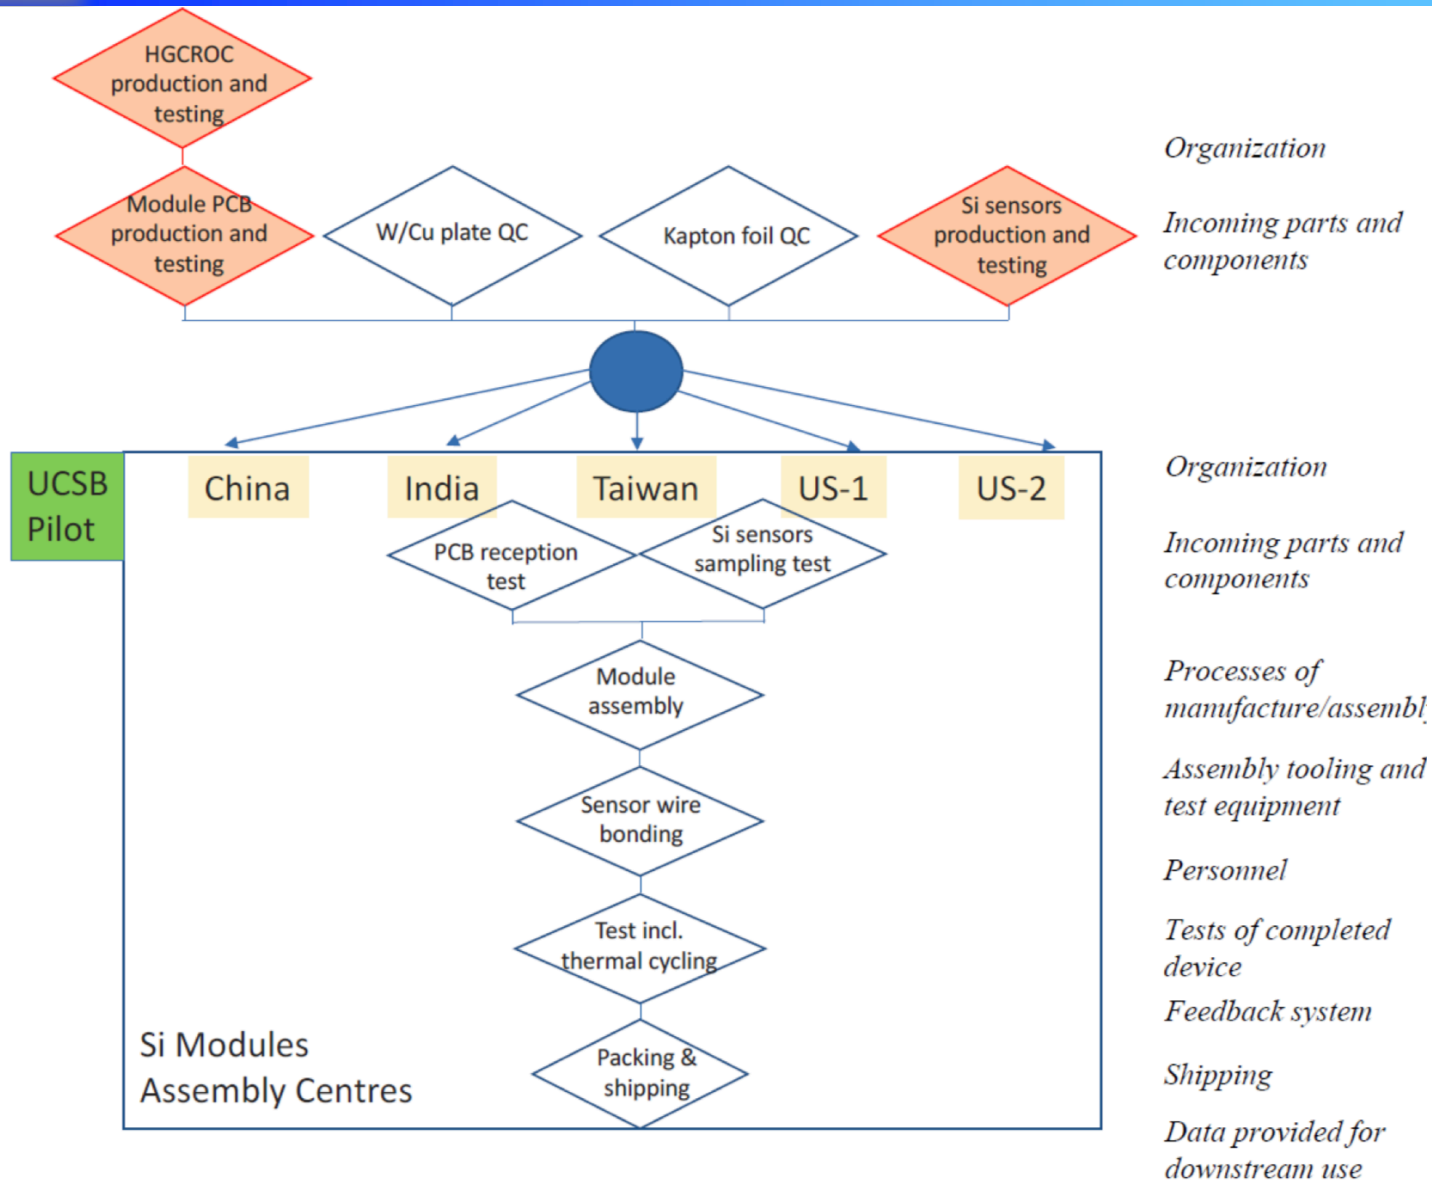 HGCROC
production and
testing
Module PCB
production and
testing
W/Cu plate QC
Kapton foil QC
Si sensors
production and
testing
Organization
Incoming parts and
components
UCSB
Pilot
China
India
Taiwan
US-1
US-2
PCB reception
test
Si sensors
sampling test
Module
assembly
Sensor wire
bonding
Test incl.
thermal cycling
Packing &
shipping
Si Modules
Assembly Centres
Organization
Incoming parts and
components
Processes of
manufacture/assembl
Assembly tooling and
test equipment
Personnel
Tests of completed
device
Feedback system
Shipping
Data provided for
downstream use